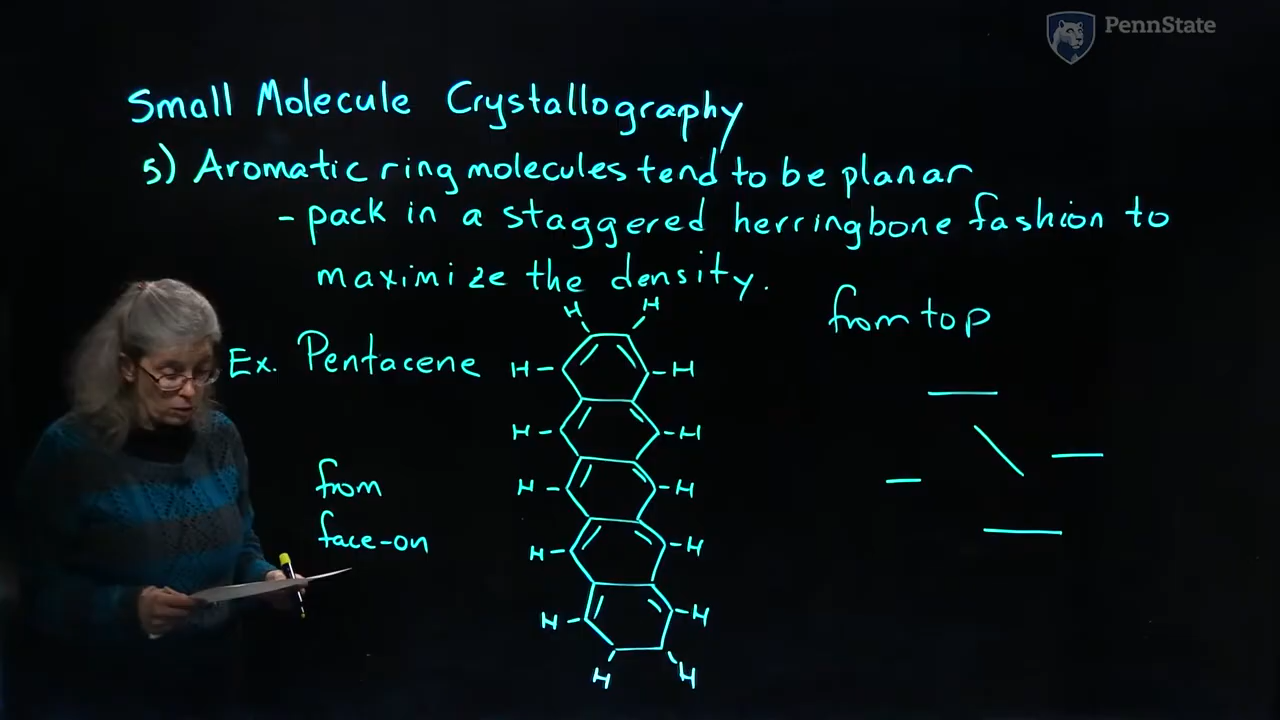 PennState
Small Molecule Crystallography
5) Aromatic ring molecules tend to be planar
- pack in a staggered herringbone fashion to
maximize the density.
from top
H H
Ex. Pentacene
H H
H H
from
H H
face-on
H H
H H
H H